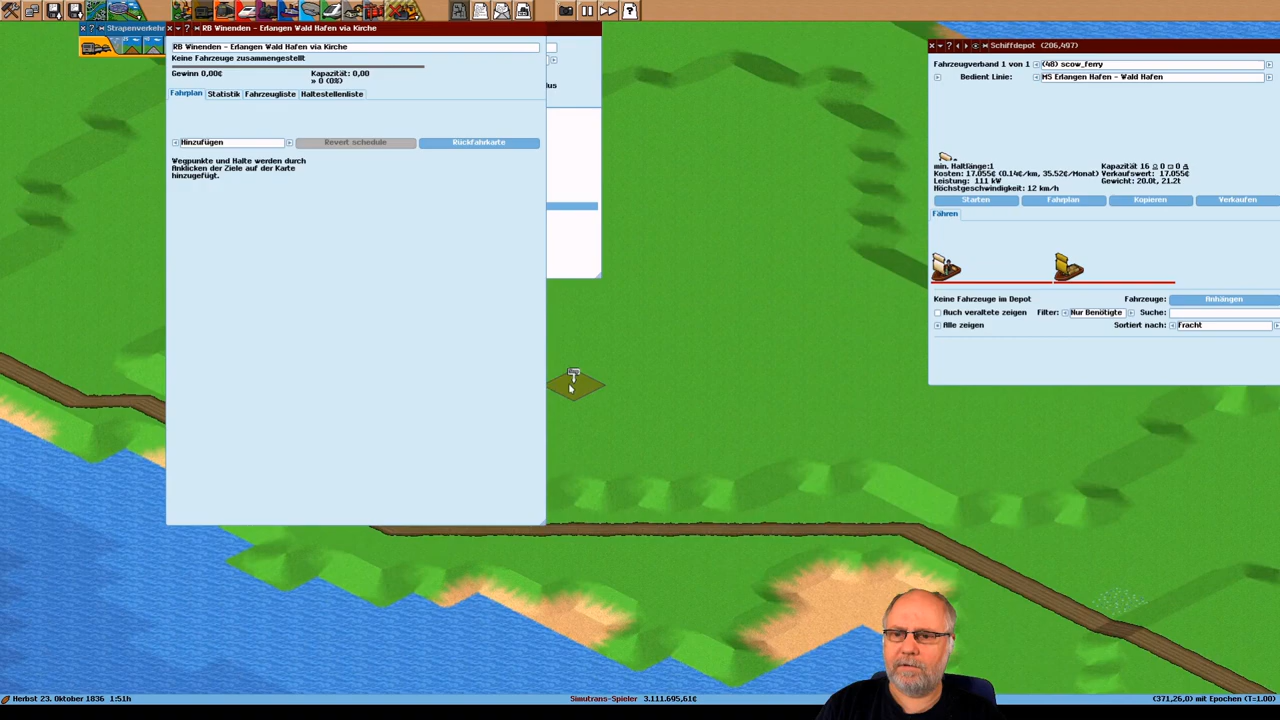 Straßenverkehr
RB Winenden - Erlangen Wald Hafen via Kirche
RB Winenden - Erlangen Wald Hafen via Kirche
Keine Fahrzeuge zusammengestellt
Gewinn 0,00¢
Kapazität: 0,00
» 0 (0%)
Fahrplan
Statistik
Fahrzeugliste
Haltestellenliste
Hinzufügen
Revert schedule
Rückfahrkarte
Wegpunkte und Halte werden durch
Anklicken der Ziele auf der Karte
hinzugefügt.
Schiffdepot (206,497)
Fahrzeugverband 1 von 1
(48) scow_ferry
Bedient Linie:
MS Erlangen Hafen - Wald Hafen
min. Haltlänge:1
Kapazität 16 0 0
Kosten: 17.055¢ (0.14¢/km, 35.52¢/Monat)
Verkaufswert: 17.055¢
Leistung: 111 kW
Gewicht: 20.0t, 21.2t
Höchstgeschwindigkeit: 12 km/h
Starten
Fahrplan
Kopieren
Verkaufen
Fähren
Keine Fahrzeuge im Depot
Fahrzeuge:
Anhängen
Auch veraltete zeigen
Filter:
Nur Benötigte
Suche:
Alle zeigen
Sortiert nach:
Fracht
Herbst 23. Oktober 1836 1:51h
Simutrans-Spieler
3.111.695,61¢
(371,26,0) mit Epochen (T=1.00)